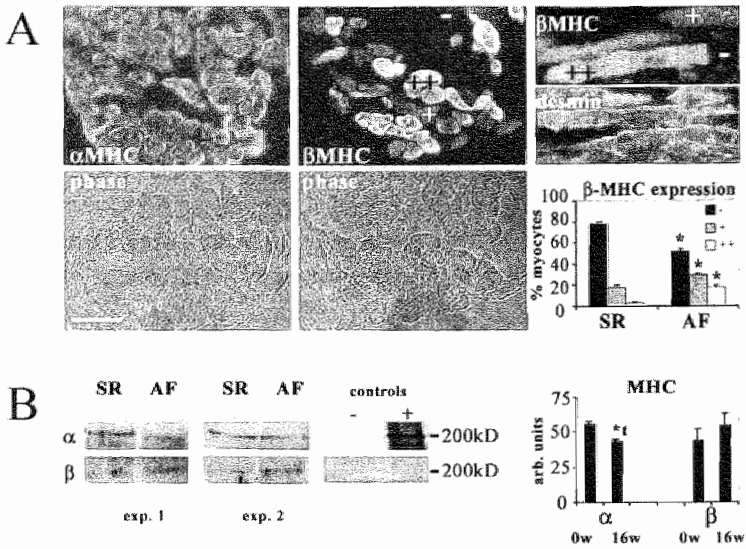 A
αMHC
-
++
+
βMHC
βMHC
+
-
++
desmin
phase
phase
β-MHC expression
% myocytes
80
60
40
20
0
-
+
++
*
*
*
SR
AF
B
SR AF
SR AF
controls
- +
α
-200kD
β
-200kD
exp. 1
exp. 2
MHC
arb. units
75
50
25
0
*t
α
β
0w 16w
0w 16w